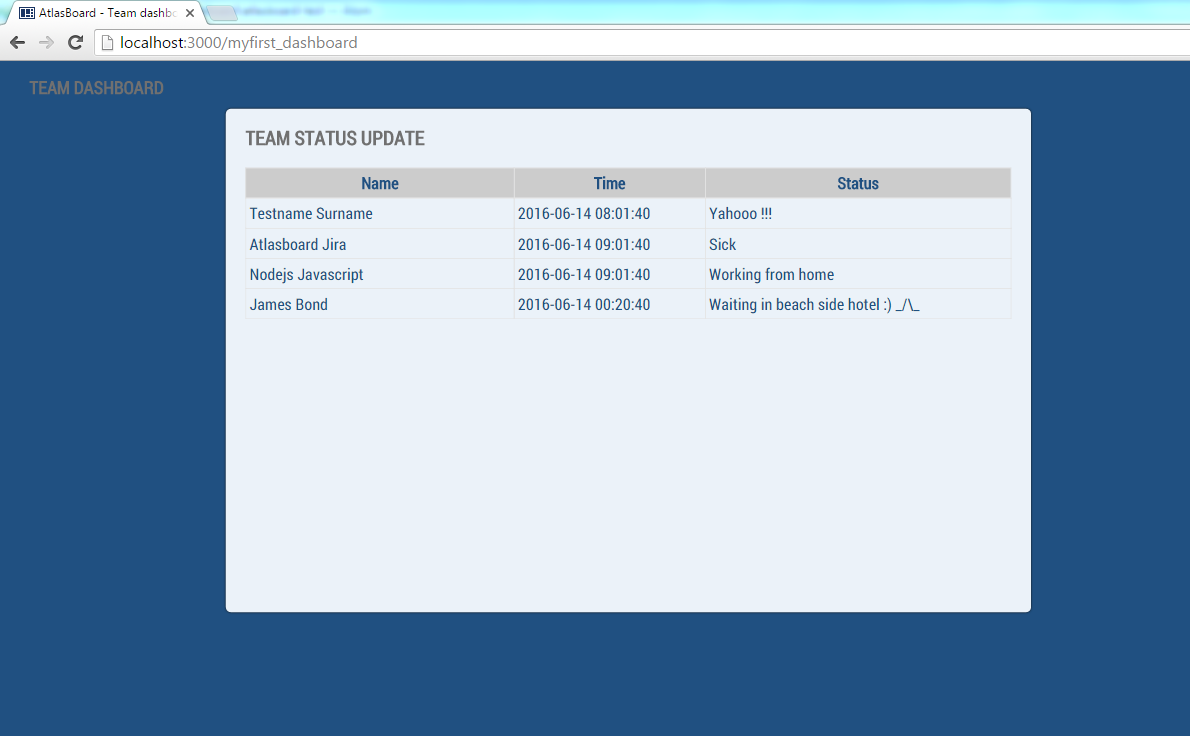 AtlasBoard - Team dashbo
localhost:3000/myfirst_dashboard
TEAM DASHBOARD
TEAM STATUS UPDATE
Name Time Status
Testname Surname 2016-06-14 08:01:40 Yahooo !!!
Atlasboard Jira 2016-06-14 09:01:40 Sick
Nodejs Javascript 2016-06-14 09:01:40 Working from home
James Bond 2016-06-14 00:20:40 Waiting in beach side hotel :) _/\_